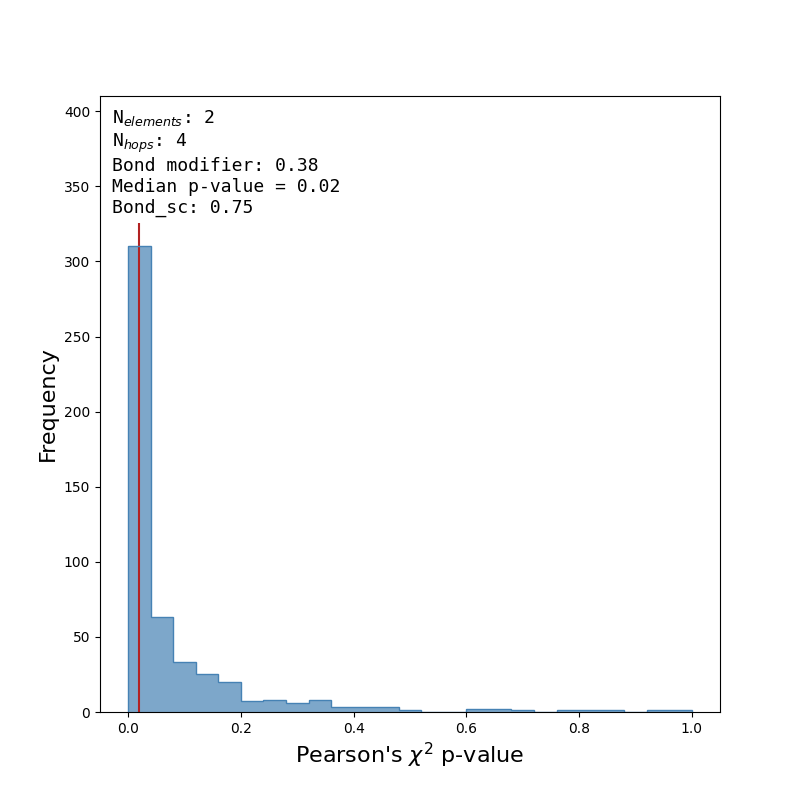 N_elements: 2
N_hops: 4
Bond modifier: 0.38
Median p-value = 0.02
Bond_sc: 0.75
400
350
300
250
200
150
100
50
0
Frequency
0.0 0.2 0.4 0.6 0.8 1.0
Pearson's χ² p-value